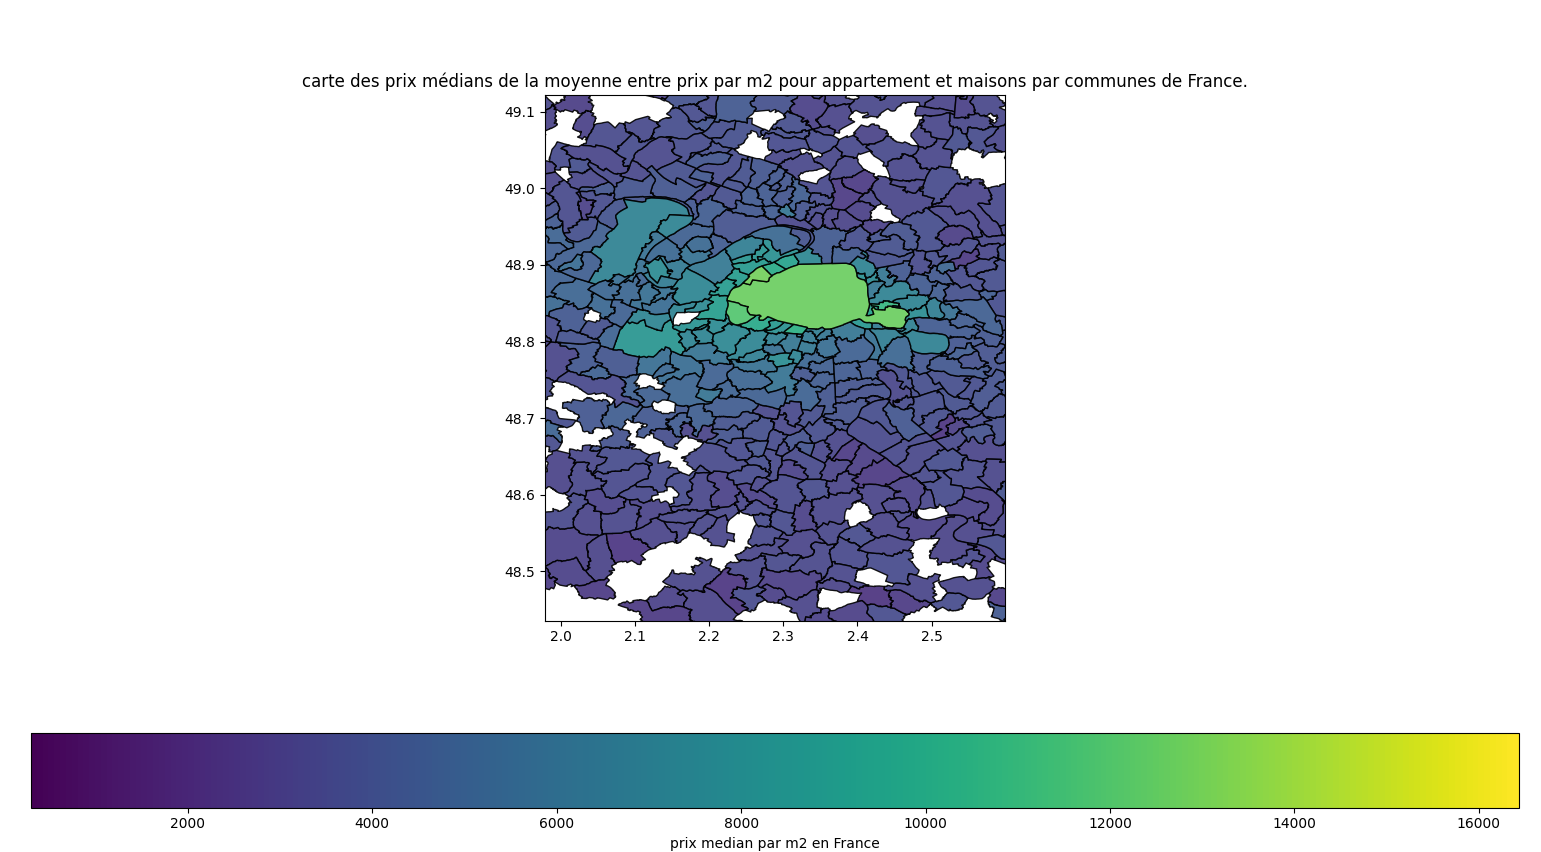 carte des prix médians de la moyenne entre prix par m2 pour appartement et maisons par communes de France.
49.1
49.0
48.9
48.8
48.7
48.6
48.5
2.0 2.1 2.2 2.3 2.4 2.5
2000 4000 6000 8000 10000 12000 14000 16000
prix median par m2 en France